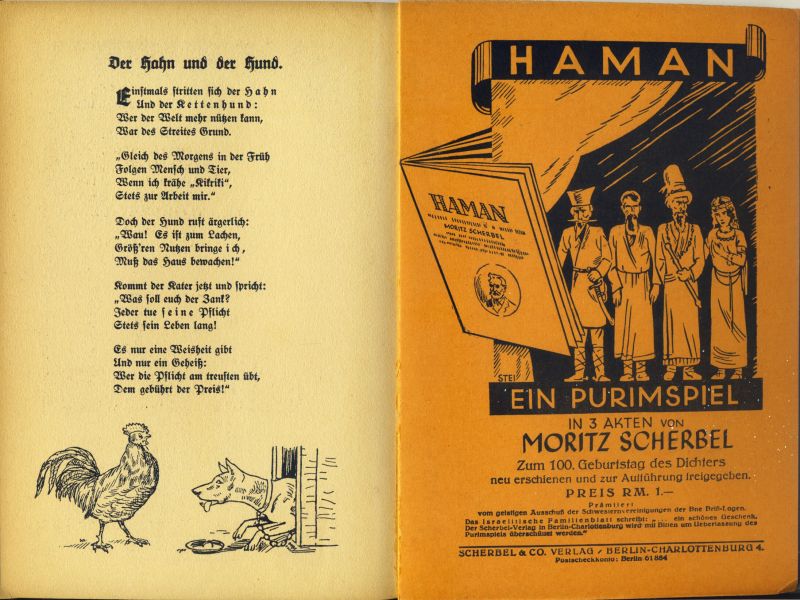 Der Hahn und der Hund.
Einstmals stritten sich der Hahn
Und der Kettenhund:
Wer der Welt mehr nützen kann,
War des Streites Grund.
„Gleich des Morgens in der Früh
Folgen Mensch und Tier,
Wenn ich krähe „Kikriki“,
Stets zur Arbeit mir.“
Doch der Hund ruft ärgerlich:
„Wau! Es ist zum Lachen,
Größ'ren Nutzen bringe ich,
Muß das Haus bewachen!“
Kommt der Kater jetzt und spricht:
„Was soll euch der Zank?
Jeder tue seine Pflicht
Stets sein Leben lang!
Es nur eine Weisheit gibt
Und nur ein Geheiß:
Wer die Pflicht am treusten übt,
Dem gebührt der Preis!“
HAMAN
HAMAN
MORITZ SCHERBEL
STEI
EIN PURIMSPIEL
IN 3 AKTEN VON
MORITZ SCHERBEL
Zum 100. Geburtstag des Dichters
neu erschienen und zur Aufführung freigegeben.
PREIS RM. 1.—
Prämiiert
vom geistigen Ausschuß der Schwesternvereinigungen der Bne Briß-Logen.
Das Israelitische Familienblatt schreibt: „... ein schönes Geschenk.
Der Scherbel-Verlag in Berlin-Charlottenburg wird mit Bitten um Ueberlassung des
Purimspiels überschüttet werden.“
SCHERBEL & CO. VERLAG / BERLIN-CHARLOTTENBURG 4.
Postscheckkonto: Berlin 61884